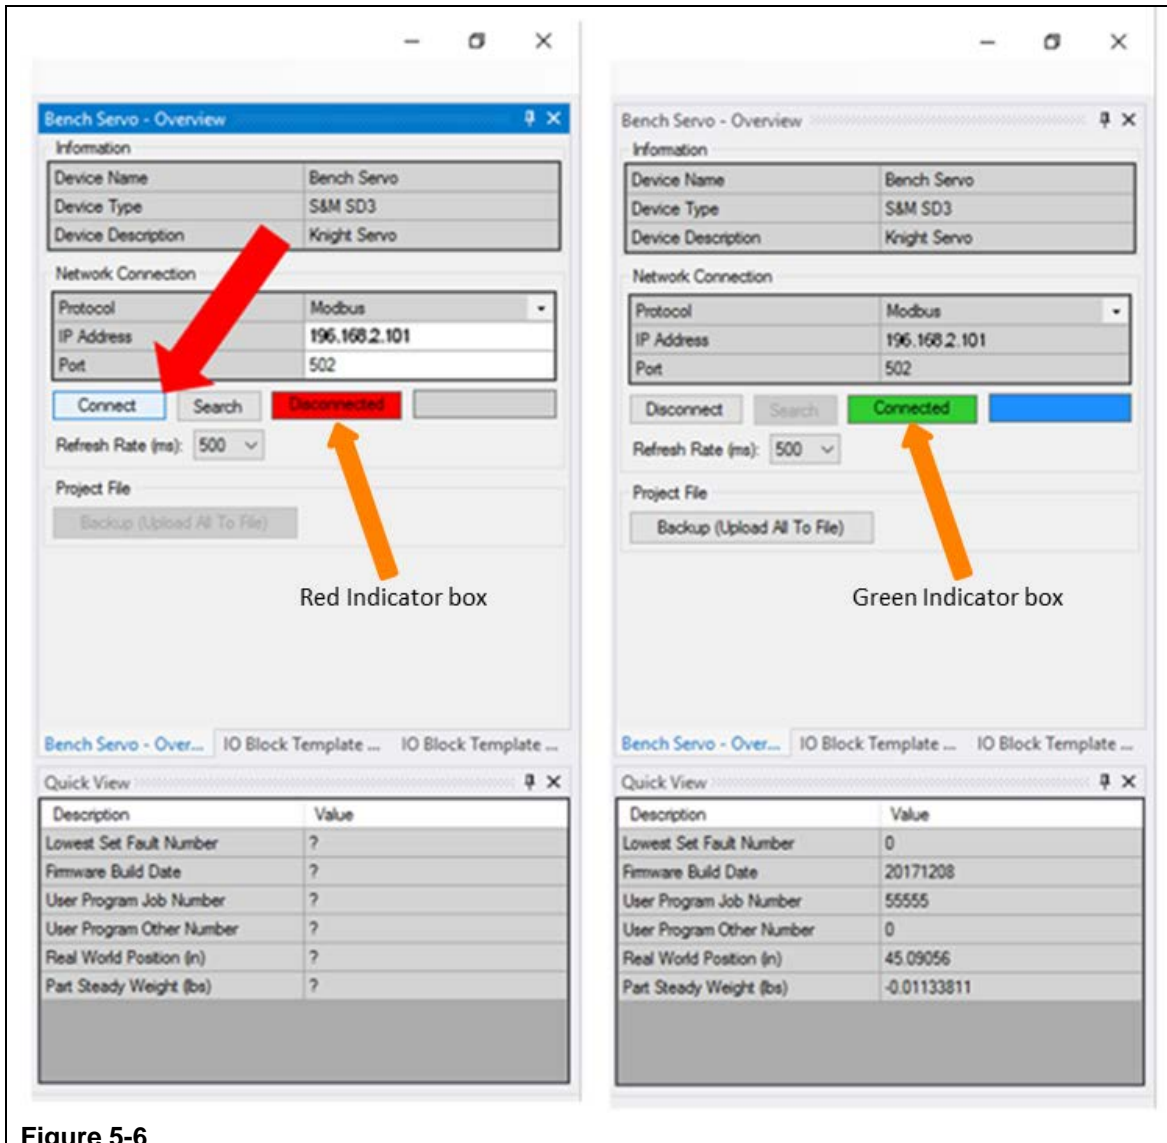 Bench Servo - Overview
Information
Device Name Bench Servo
Device Type S&M SD3
Device Description Knight Servo
Network Connection
Protocol Modbus
IP Address 196.168.2.101
Port 502
Connect Search Disconnected
Refresh Rate (ms): 500
Project File
Backup (Upload All To File)
Red Indicator box
Bench Servo - Over... IO Block Template ... IO Block Template ...
Quick View
Description Value
Lowest Set Fault Number ?
Firmware Build Date ?
User Program Job Number ?
User Program Other Number ?
Real World Position (in) ?
Part Steady Weight (lbs) ?
Bench Servo - Overview
Information
Device Name Bench Servo
Device Type S&M SD3
Device Description Knight Servo
Network Connection
Protocol Modbus
IP Address 196.168.2.101
Port 502
Disconnect Search Connected
Refresh Rate (ms): 500
Project File
Backup (Upload All To File)
Green Indicator box
Bench Servo - Over... IO Block Template ... IO Block Template ...
Quick View
Description Value
Lowest Set Fault Number 0
Firmware Build Date 20171208
User Program Job Number 55555
User Program Other Number 0
Real World Position (in) 45.09056
Part Steady Weight (lbs) -0.01133811
Figure 5-6